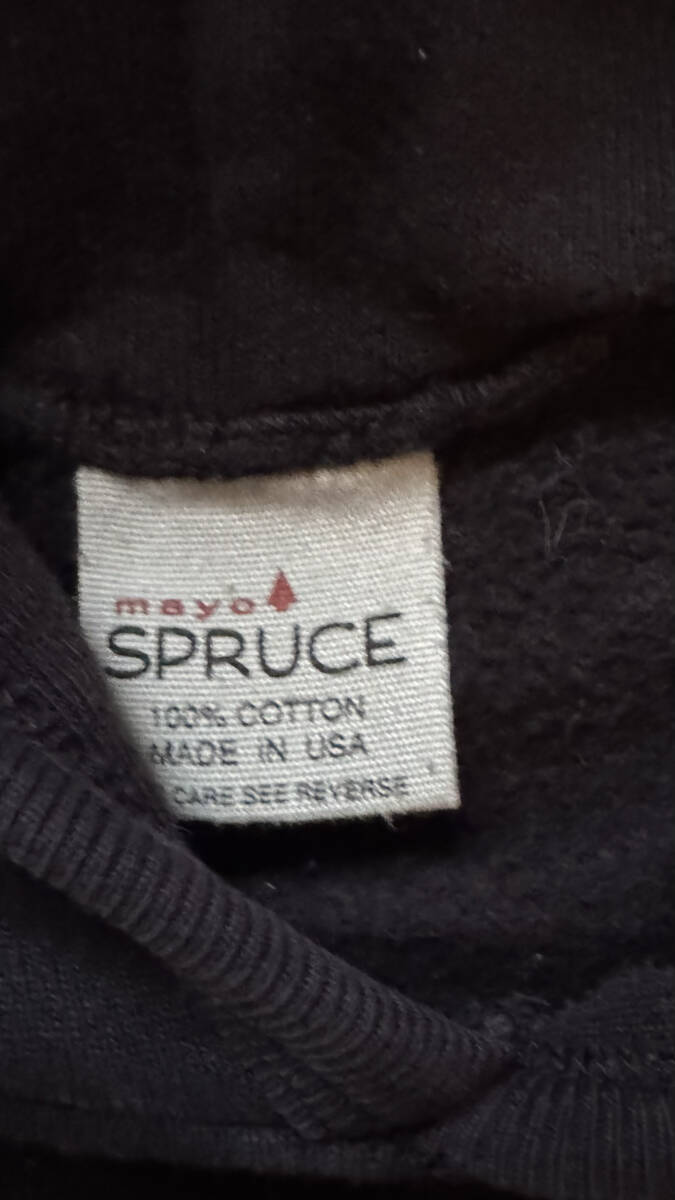 mayo
SPRUCE
100% COTTON
MADE IN USA
CARE SEE REVERSE